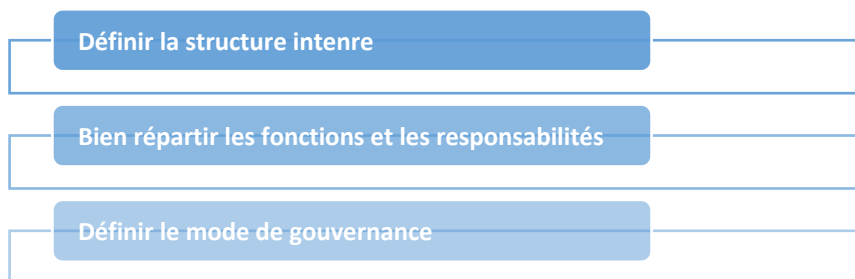 Définir la structure intenre
Bien répartir les fonctions et les responsabilités
Définir le mode de gouvernance